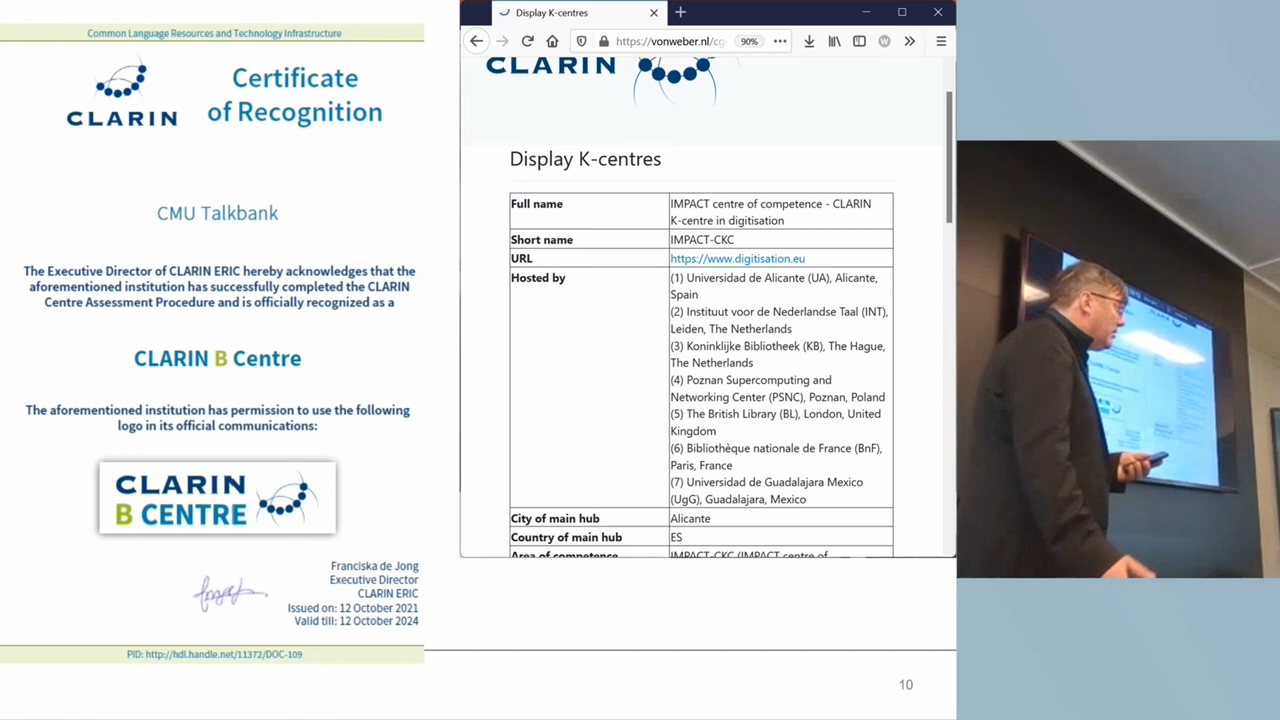 Common Language Resources and Technology Infrastructure
CLARIN
Certificate
of Recognition
CMU Talkbank
The Executive Director of CLARIN ERIC hereby acknowledges that the
aforementioned institution has successfully completed the CLARIN
Centre Assessment Procedure and is officially recognized as a
CLARIN B Centre
The aforementioned institution has permission to use the following
logo in its official communications:
CLARIN
B CENTRE
Franciska de Jong
Executive Director
CLARIN ERIC
Issued on: 12 October 2021
Valid till: 12 October 2024
PID: http://hdl.handle.net/11372/DOC-109
Display K-centres
https://vonweber.nl/cg
90%
CLARIN
Display K-centres
Full name
IMPACT centre of competence - CLARIN
K-centre in digitisation
Short name
IMPACT-CKC
URL
https://www.digitisation.eu
Hosted by
(1) Universidad de Alicante (UA), Alicante,
Spain
(2) Instituut voor de Nederlandse Taal (INT),
Leiden, The Netherlands
(3) Koninklijke Bibliotheek (KB), The Hague,
The Netherlands
(4) Poznan Supercomputing and
Networking Center (PSNC), Poznan, Poland
(5) The British Library (BL), London, United
Kingdom
(6) Bibliothèque nationale de France (BnF),
Paris, France
(7) Universidad de Guadalajara Mexico
(UgG), Guadalajara, Mexico
City of main hub
Alicante
Country of main hub
ES
Area of competence
IMPACT-CKC (IMPACT centre of
10
CLARIN